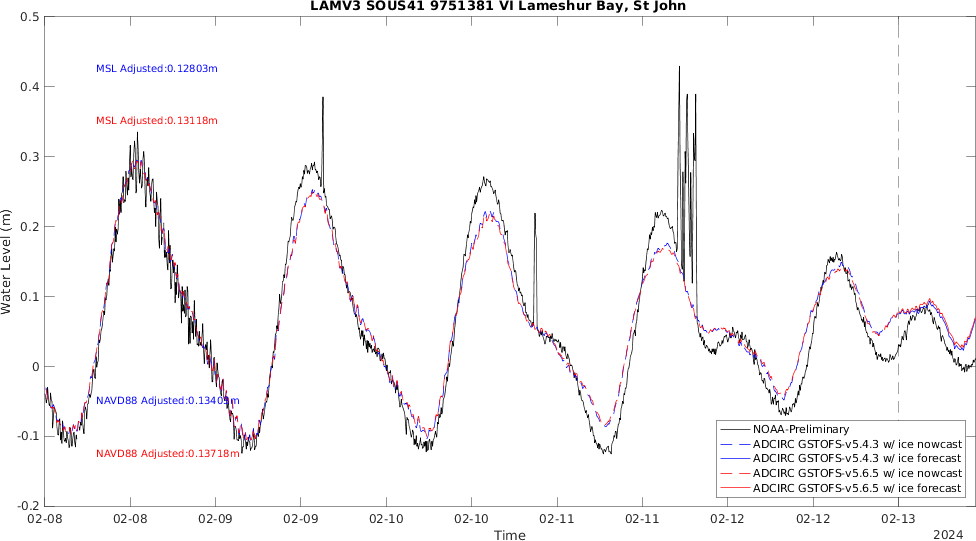 LAMV3 SOUS41 9751381 VI Lameshur Bay, St John
0.5
0.4
0.3
0.2
0.1
0
-0.1
-0.2
Water Level (m)
MSL Adjusted:0.12803m
MSL Adjusted:0.13118m
NAVD88 Adjusted:0.13403m
NAVD88 Adjusted:0.13718m
NOAA-Preliminary
ADCIRC GSTOFS-v5.4.3 w/ ice nowcast
ADCIRC GSTOFS-v5.4.3 w/ ice forecast
ADCIRC GSTOFS-v5.6.5 w/ ice nowcast
ADCIRC GSTOFS-v5.6.5 w/ ice forecast
02-08 02-08 02-09 02-09 02-10 02-10 02-11 02-11 02-12 02-12 02-13
Time
2024